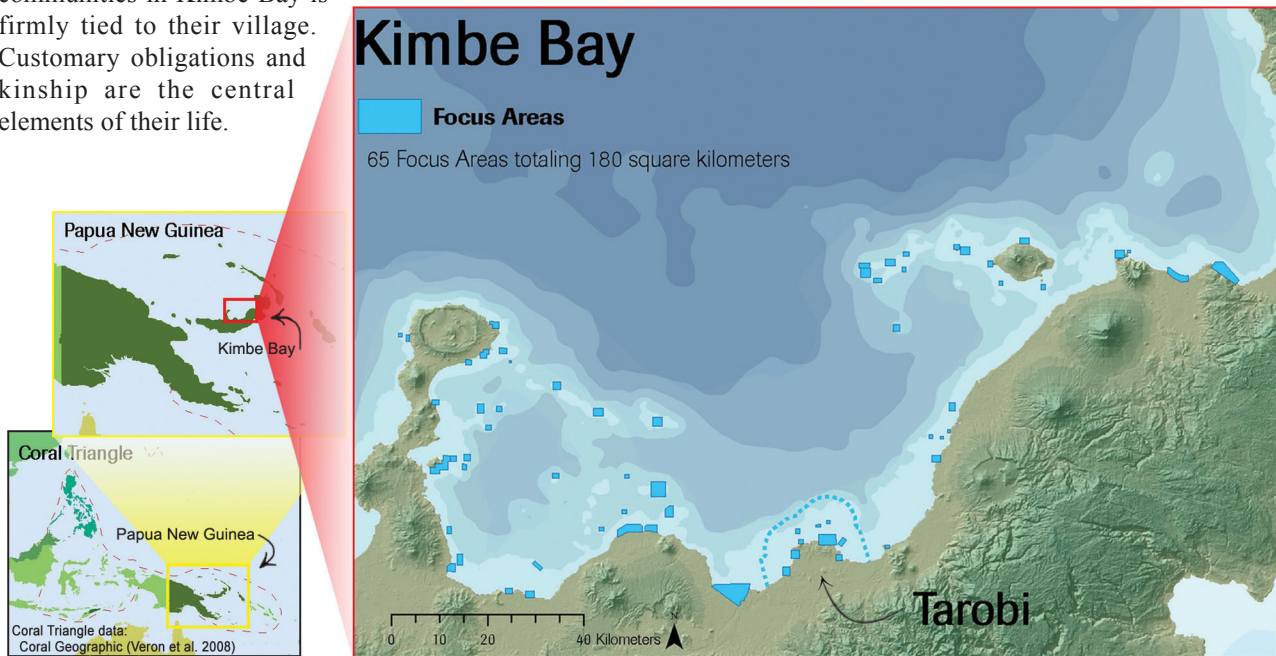 firmly tied to their village.
Customary obligations and
kinship are the central
elements of their life.
Kimbe Bay
Focus Areas
65 Focus Areas totaling 180 square kilometers
Papua New Guinea
Kimbe Bay
Coral Triangle
Papua New Guinea
Coral Triangle data:
Coral Geographic (Veron et al. 2008)
Tarobi
N
0 10 20 40 Kilometers